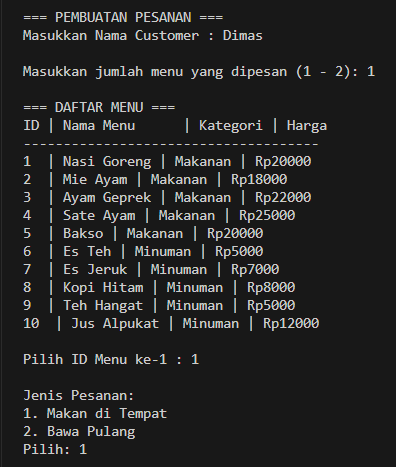 === PEMBUATAN PESANAN ===
Masukkan Nama Customer : Dimas
Masukkan jumlah menu yang dipesan (1 - 2): 1
=== DAFTAR MENU ===
ID | Nama Menu      | Kategori | Harga
-------------------------------------
1  | Nasi Goreng | Makanan | Rp20000
2  | Mie Ayam | Makanan | Rp18000
3  | Ayam Geprek | Makanan | Rp22000
4  | Sate Ayam | Makanan | Rp25000
5  | Bakso | Makanan | Rp20000
6  | Es Teh | Minuman | Rp5000
7  | Es Jeruk | Minuman | Rp7000
8  | Kopi Hitam | Minuman | Rp8000
9  | Teh Hangat | Minuman | Rp5000
10  | Jus Alpukat | Minuman | Rp12000
Pilih ID Menu ke-1 : 1
Jenis Pesanan:
1. Makan di Tempat
2. Bawa Pulang
Pilih: 1